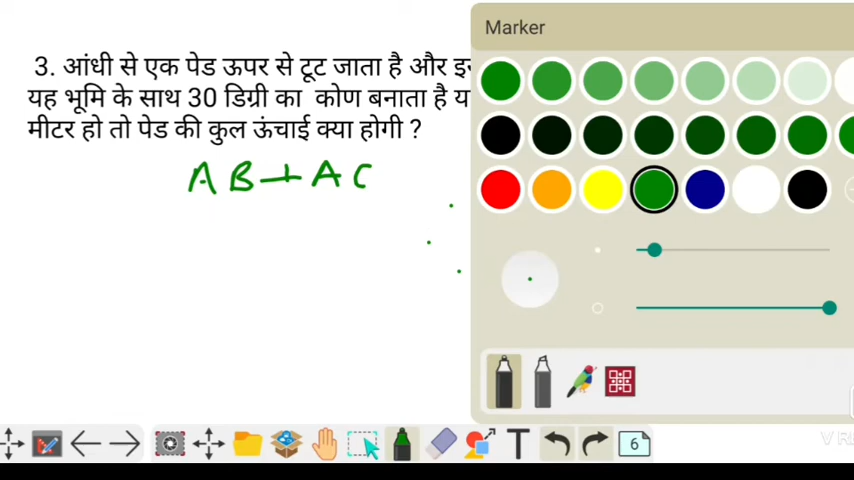 3. आंधी से एक पेड ऊपर से टूट जाता है और
यह भूमि के साथ 30 डिग्री का कोण बनाता है
मीटर हो तो पेड की कुल ऊंचाई क्या होगी ?
AB+AC
Marker
T
6